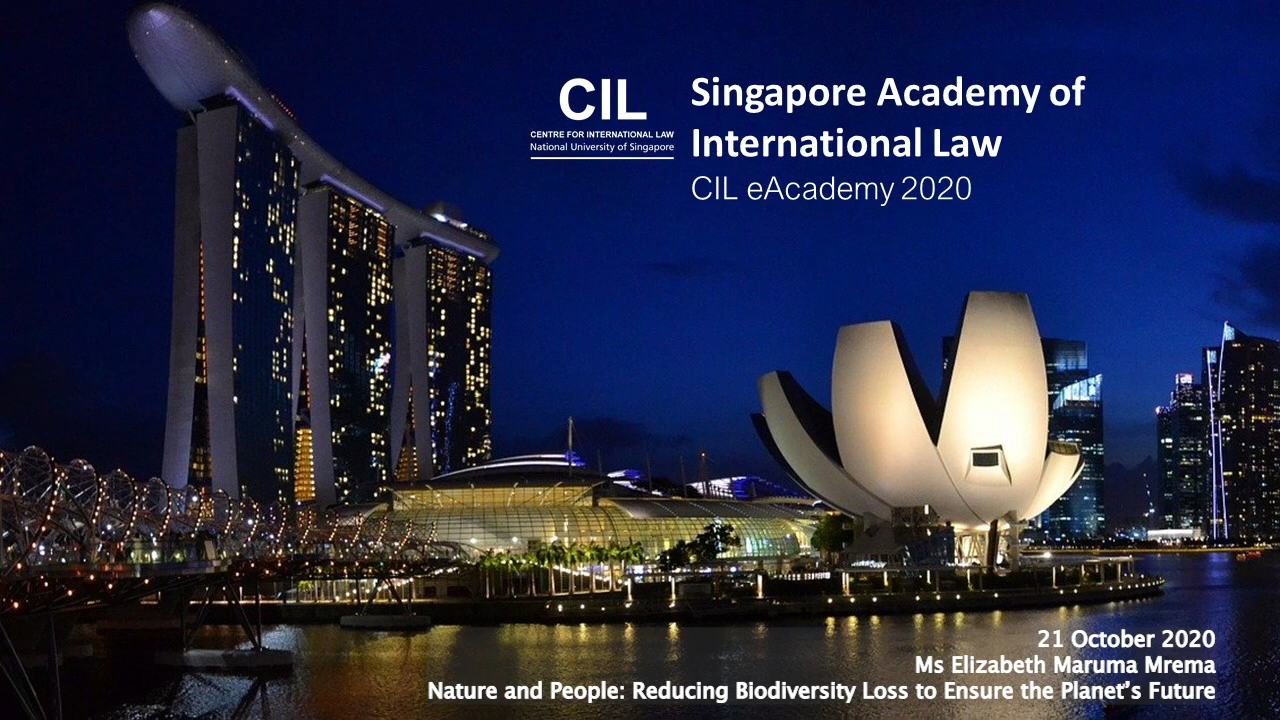 CIL
CENTRE FOR INTERNATIONAL LAW
National University of Singapore
Singapore Academy of
International Law
CIL eAcademy 2020
21 October 2020
Ms Elizabeth Maruma Mrema
Nature and People: Reducing Biodiversity Loss to Ensure the Planet’s Future